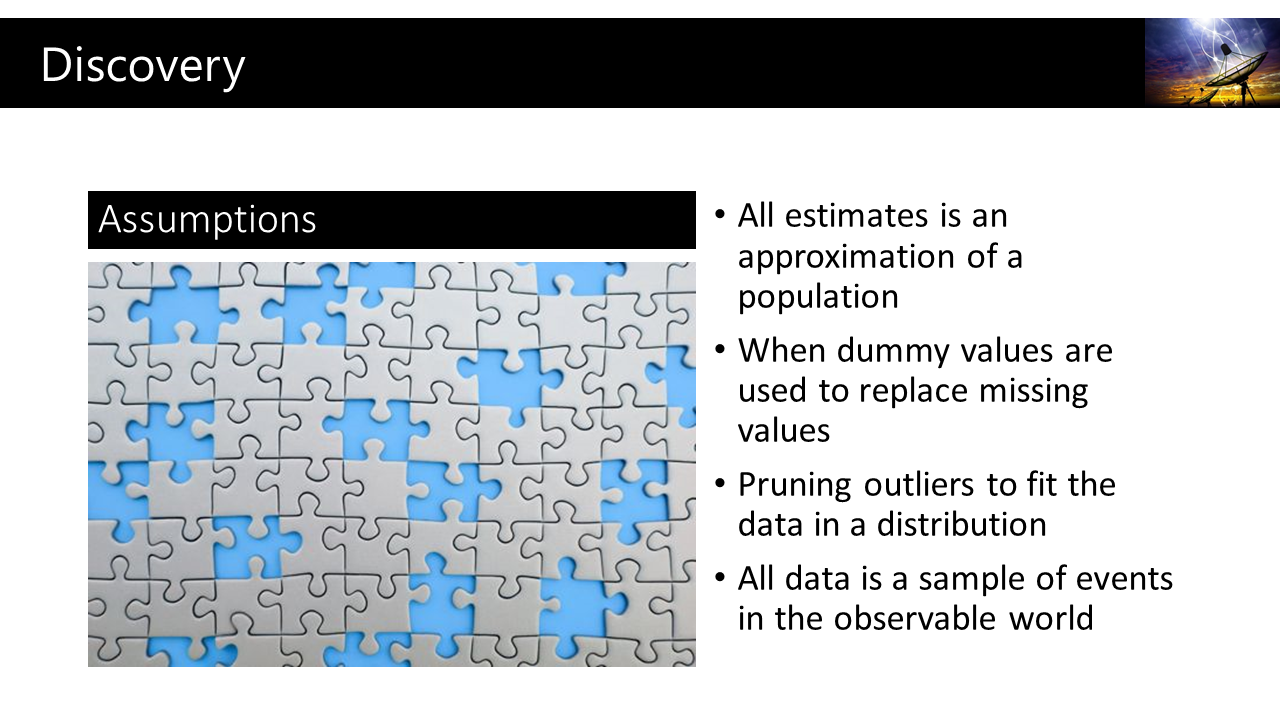 Discovery
Assumptions
• All estimates is an
approximation of a
population
• When dummy values are
used to replace missing
values
• Pruning outliers to fit the
data in a distribution
• All data is a sample of events
in the observable world